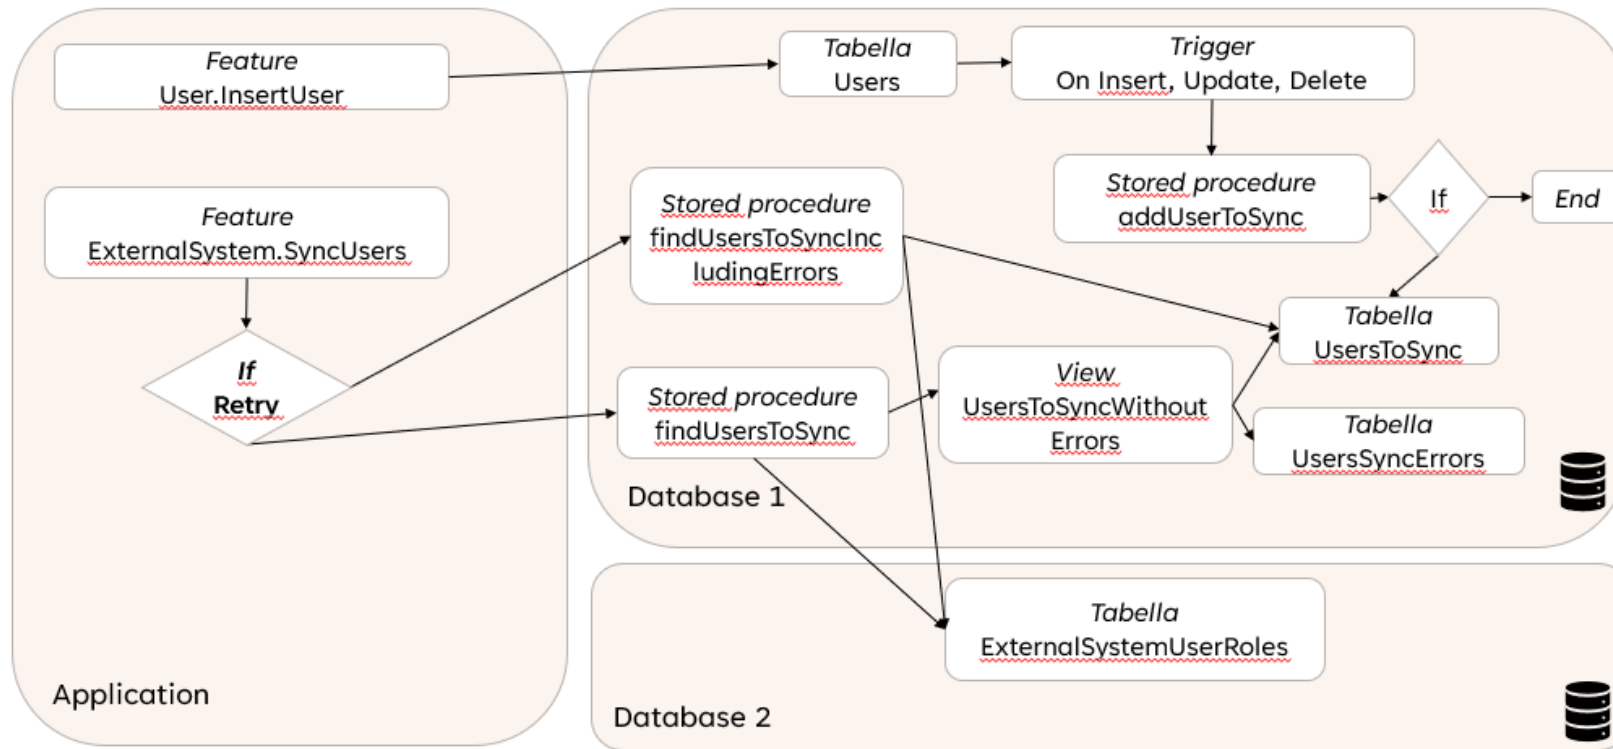 Feature
User.InsertUser
Feature
ExternalSystem.SyncUsers
If
Retry
Application
Tabella
Users
Trigger
On Insert, Update, Delete
Stored procedure
addUserToSync
If
End
Stored procedure
findUsersToSyncInc
ludingErrors
Tabella
UsersToSync
Stored procedure
findUsersToSync
View
UsersToSyncWithout
Errors
Tabella
UsersSyncErrors
Database 1
Tabella
ExternalSystemUserRoles
Database 2